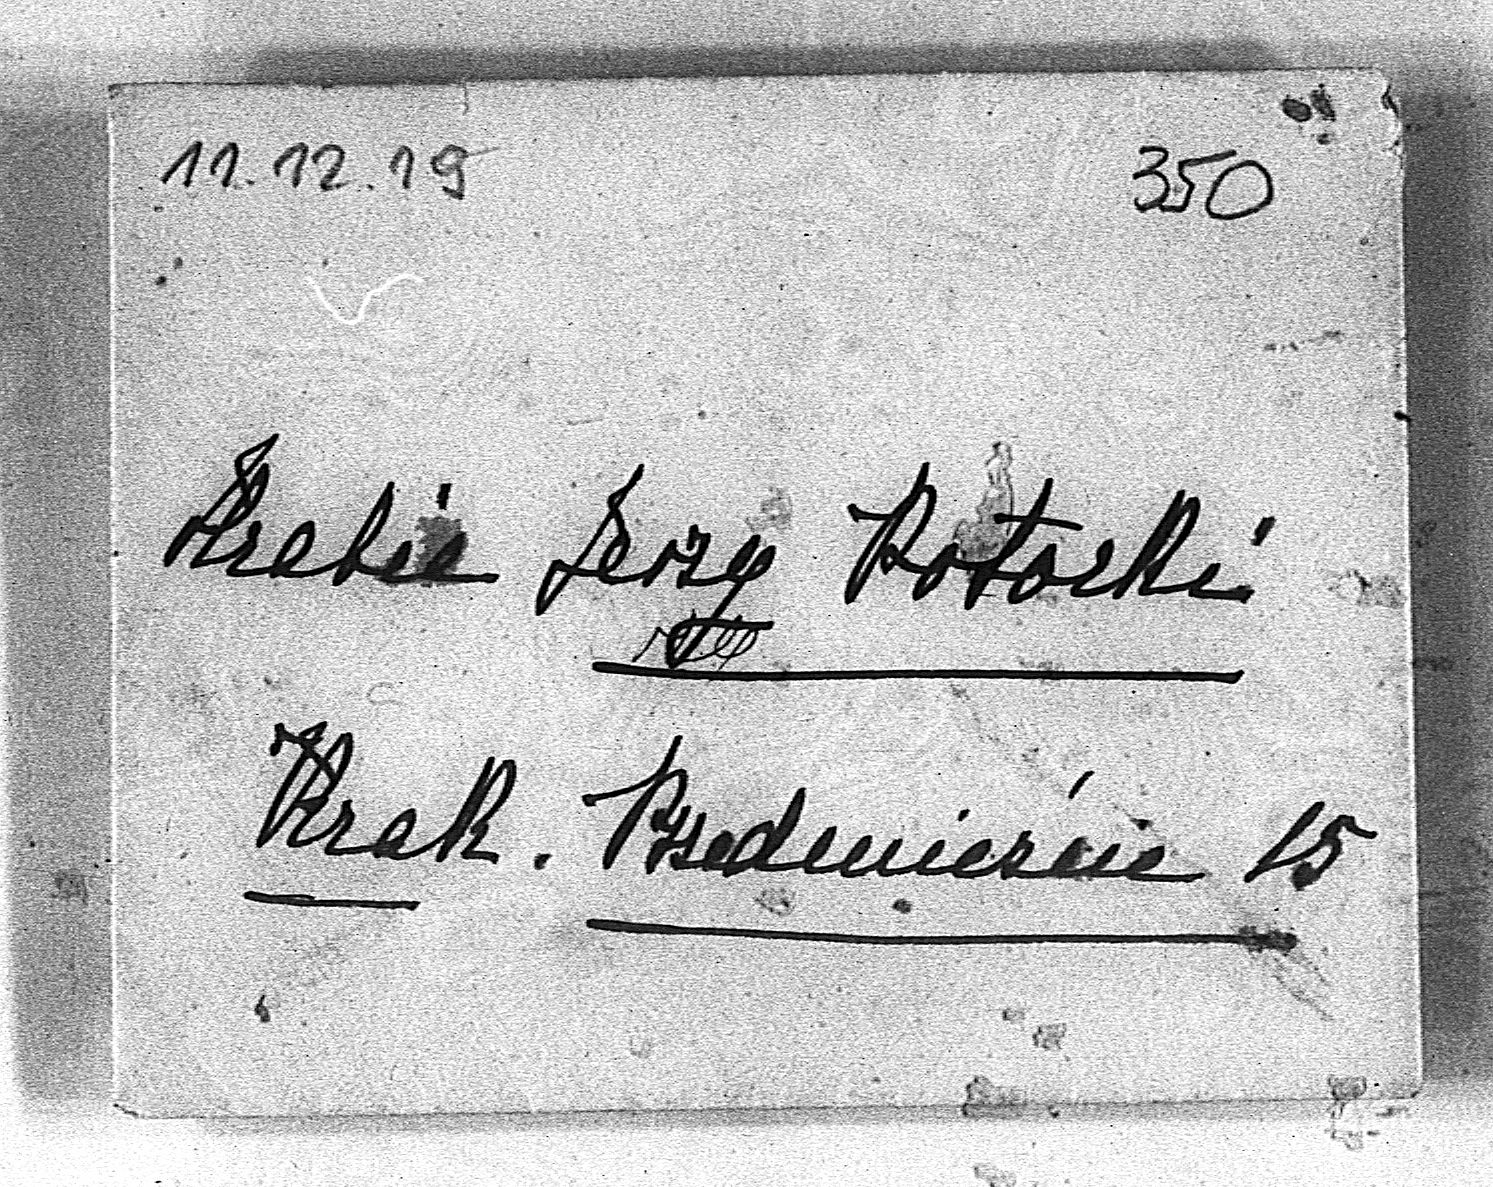 11.12.19
350
Hrabia Jerzy Potocki
Krak. Przedmieście 15